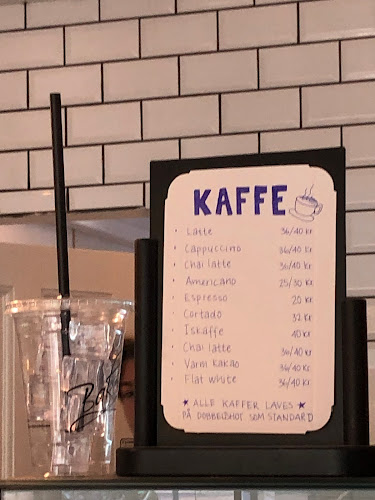 KAFFE
· Latte 36/40 kr
· Cappuccino 36/40 kr
· Chai latte 36/40 kr
· Americano 25/30 kr
· Espresso 20 kr
· Cortado 32 kr
· Iskaffe 40 kr
· Chai latte 36/40 kr
· Varm kakao 36/40 kr
· Flat white 36/40 kr
★ ALLE KAFFER LAVES ★
PÅ DOBBELSHOT SOM STANDARD